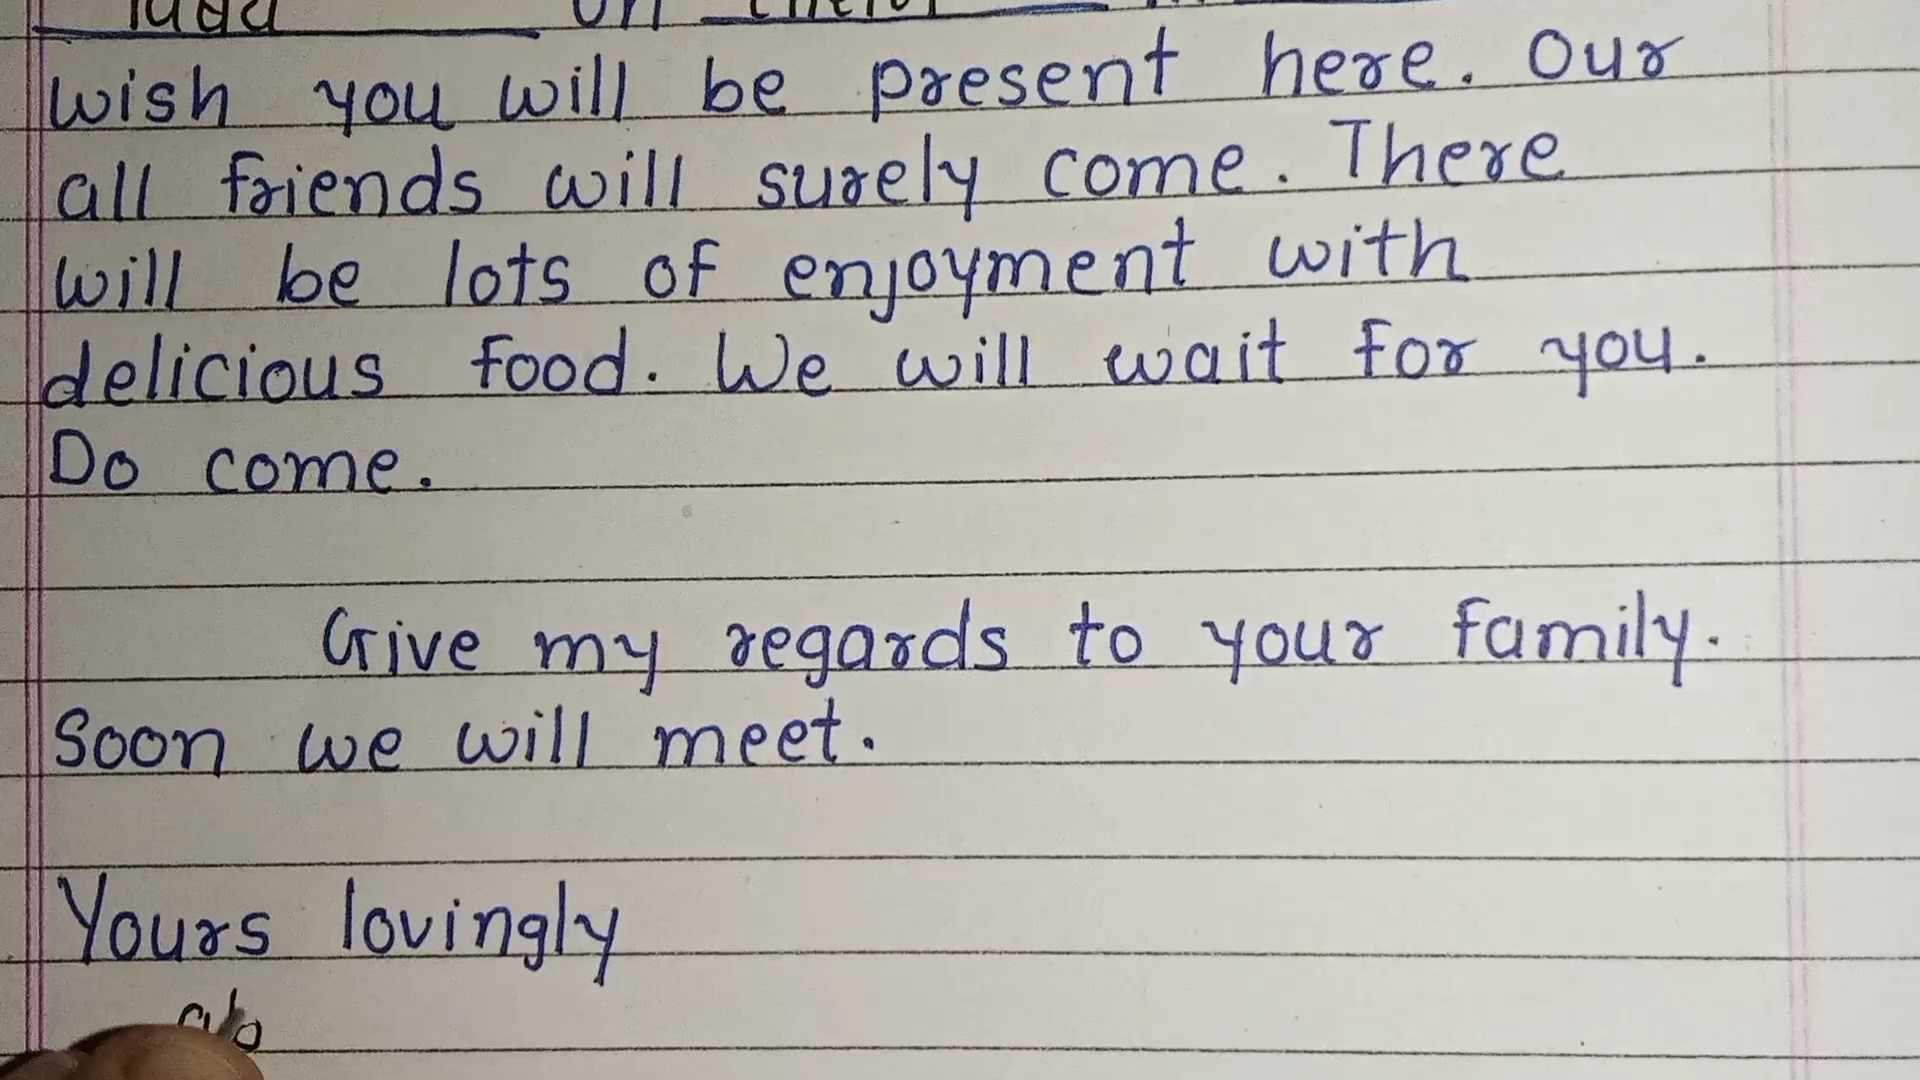 on their
wish you will be present here. Our
all friends will surely come. There
will be lots of enjoyment with
delicious food. We will wait for you.
Do come.
Give my regards to your family.
Soon we will meet.
Yours lovingly